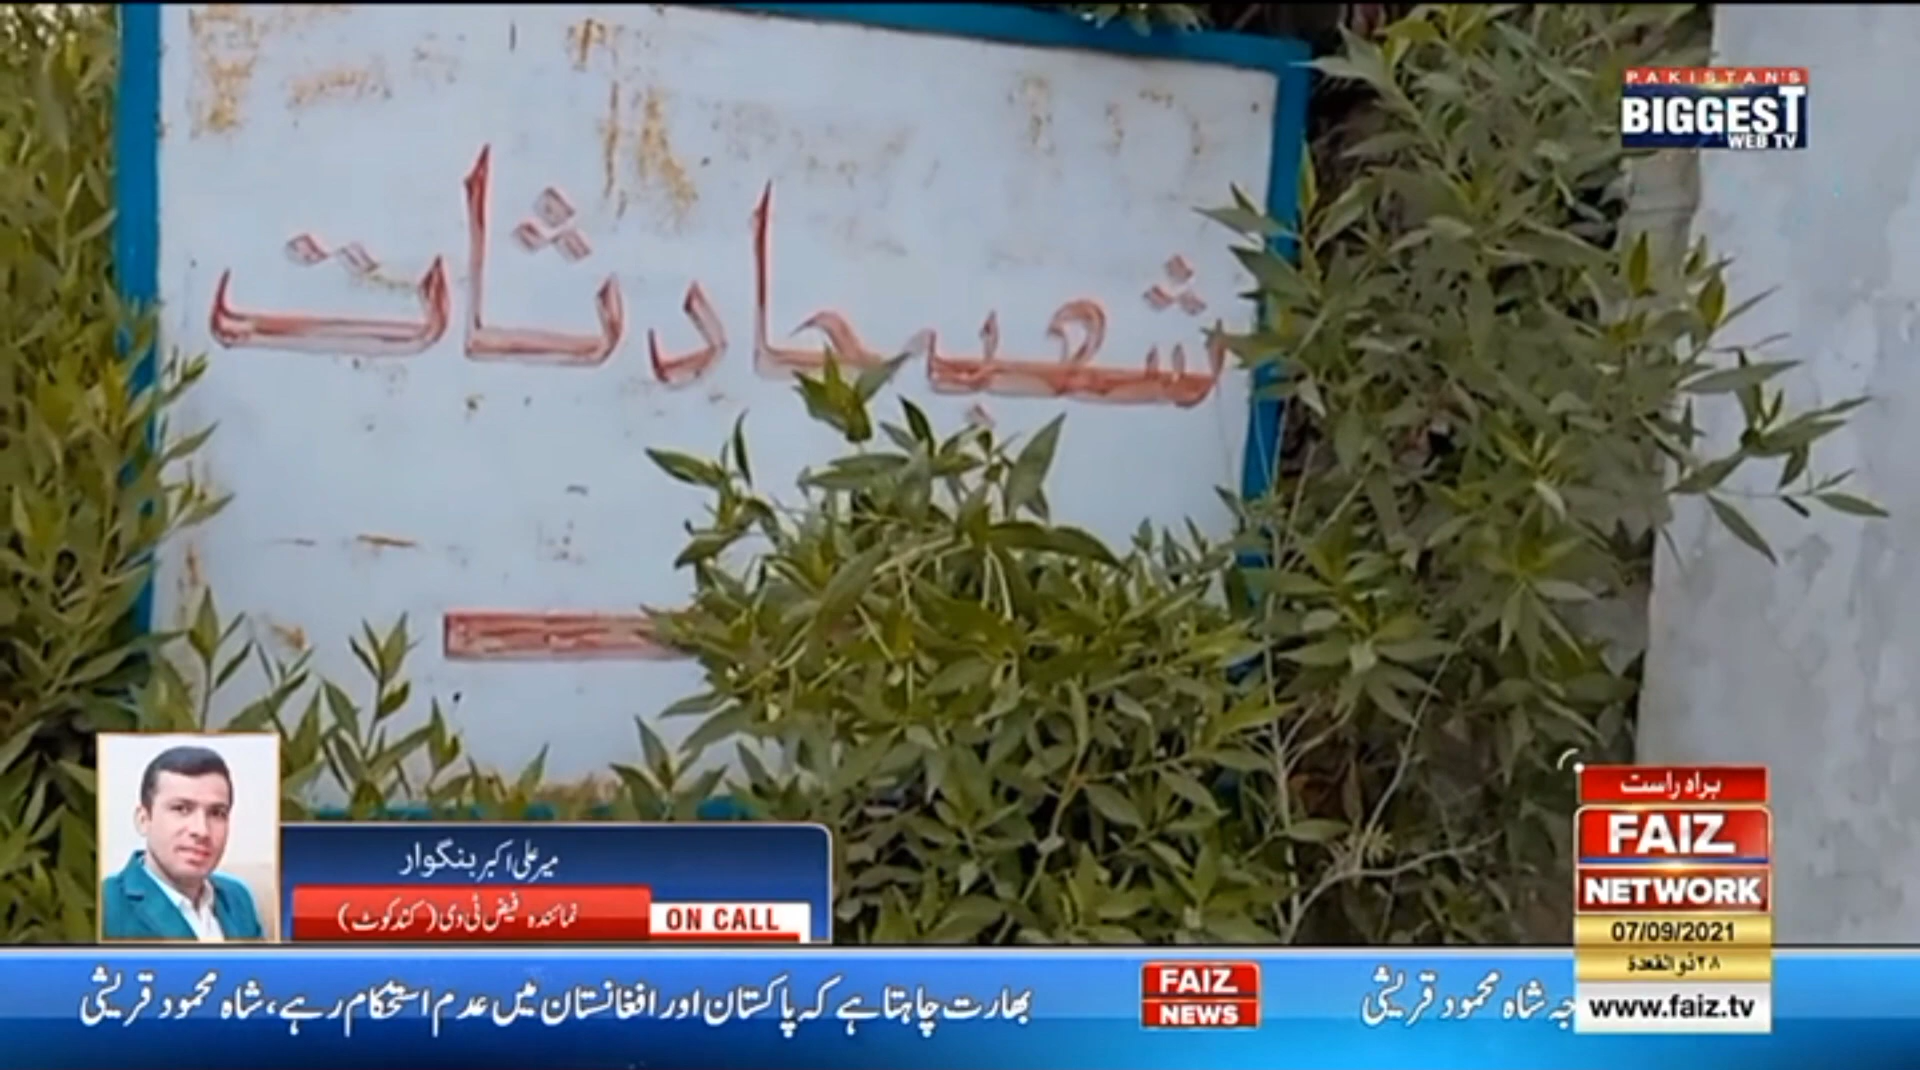 PAKISTAN'S
BIGGEST
WEB TV
شعبہ حادثات
براہ راست
FAIZ
NETWORK
07/09/2021
۲۸ ذوالقعدۃ
www.faiz.tv
میر علی اکبر بنگوار
نمائندہ فیض ٹی وی (کندکوٹ)
ON CALL
جہ شاہ محمود قریشی
FAIZ
NEWS
بھارت چاہتا ہے کہ پاکستان اور افغانستان میں عدم استحکام رہے، شاہ محمود قریشی